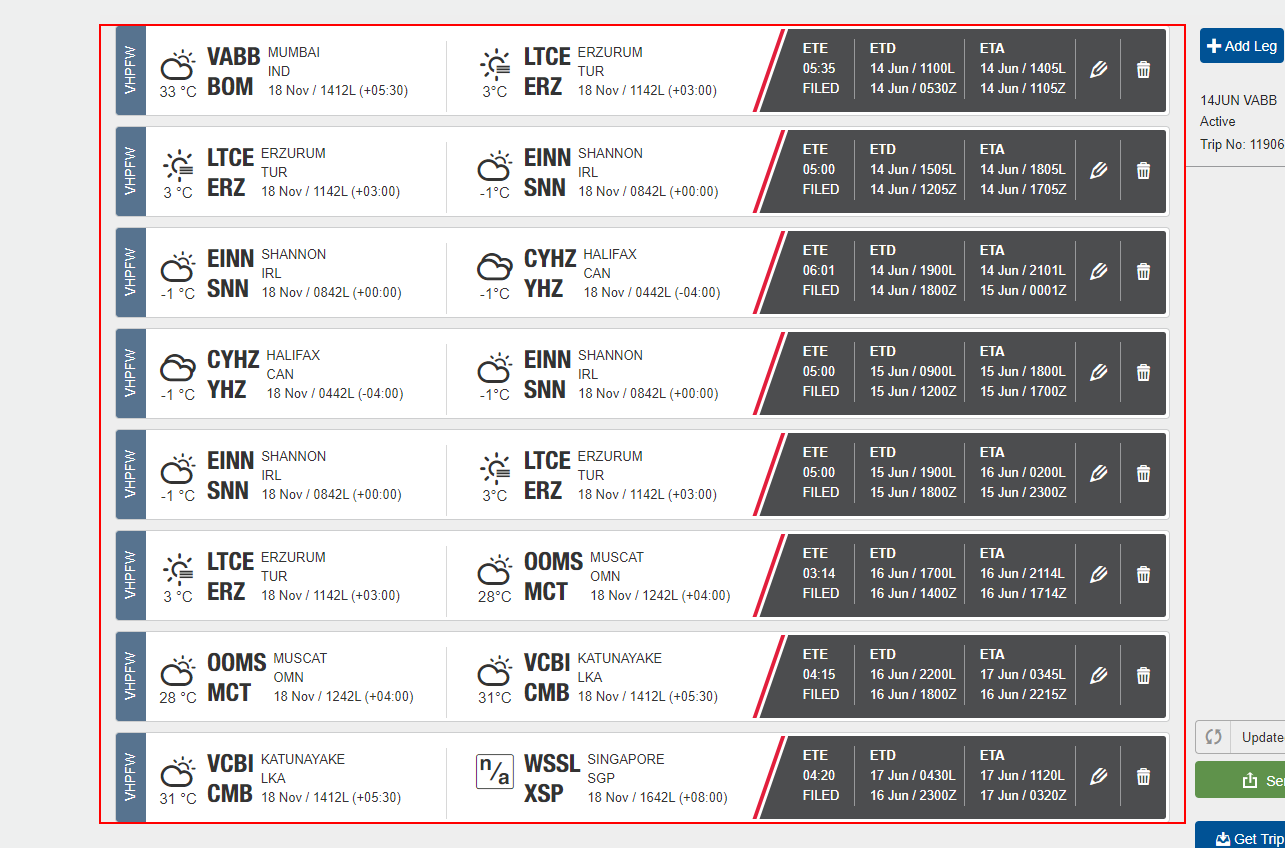 VHPFW
33 °C
VABB
BOM
MUMBAI
IND
18 Nov / 1412L (+05:30)
3°C
LTCE
ERZ
ERZURUM
TUR
18 Nov / 1142L (+03:00)
ETE
05:35
FILED
ETD
14 Jun / 1100L
14 Jun / 0530Z
ETA
14 Jun / 1405L
14 Jun / 1105Z
VHPFW
3 °C
LTCE
ERZ
ERZURUM
TUR
18 Nov / 1142L (+03:00)
-1°C
EINN
SNN
SHANNON
IRL
18 Nov / 0842L (+00:00)
ETE
05:00
FILED
ETD
14 Jun / 1505L
14 Jun / 1205Z
ETA
14 Jun / 1805L
14 Jun / 1705Z
VHPFW
-1 °C
EINN
SNN
SHANNON
IRL
18 Nov / 0842L (+00:00)
-1°C
CYHZ
YHZ
HALIFAX
CAN
18 Nov / 0442L (-04:00)
ETE
06:01
FILED
ETD
14 Jun / 1900L
14 Jun / 1800Z
ETA
14 Jun / 2101L
15 Jun / 0001Z
VHPFW
-1 °C
CYHZ
YHZ
HALIFAX
CAN
18 Nov / 0442L (-04:00)
-1°C
EINN
SNN
SHANNON
IRL
18 Nov / 0842L (+00:00)
ETE
05:00
FILED
ETD
15 Jun / 0900L
15 Jun / 1200Z
ETA
15 Jun / 1800L
15 Jun / 1700Z
VHPFW
-1 °C
EINN
SNN
SHANNON
IRL
18 Nov / 0842L (+00:00)
3°C
LTCE
ERZ
ERZURUM
TUR
18 Nov / 1142L (+03:00)
ETE
05:00
FILED
ETD
15 Jun / 1900L
15 Jun / 1800Z
ETA
16 Jun / 0200L
15 Jun / 2300Z
VHPFW
3 °C
LTCE
ERZ
ERZURUM
TUR
18 Nov / 1142L (+03:00)
28°C
OOMS
MCT
MUSCAT
OMN
18 Nov / 1242L (+04:00)
ETE
03:14
FILED
ETD
16 Jun / 1700L
16 Jun / 1400Z
ETA
16 Jun / 2114L
16 Jun / 1714Z
VHPFW
28 °C
OOMS
MCT
MUSCAT
OMN
18 Nov / 1242L (+04:00)
31°C
VCBI
CMB
KATUNAYAKE
LKA
18 Nov / 1412L (+05:30)
ETE
04:15
FILED
ETD
16 Jun / 2200L
16 Jun / 1800Z
ETA
17 Jun / 0345L
16 Jun / 2215Z
VHPFW
31 °C
VCBI
CMB
KATUNAYAKE
LKA
18 Nov / 1412L (+05:30)
n/a
WSSL
XSP
SINGAPORE
SGP
18 Nov / 1642L (+08:00)
ETE
04:20
FILED
ETD
17 Jun / 0430L
16 Jun / 2300Z
ETA
17 Jun / 1120L
17 Jun / 0320Z
Add Leg
14JUN VABB
Active
Trip No: 11906
Update
Se
Get Trip